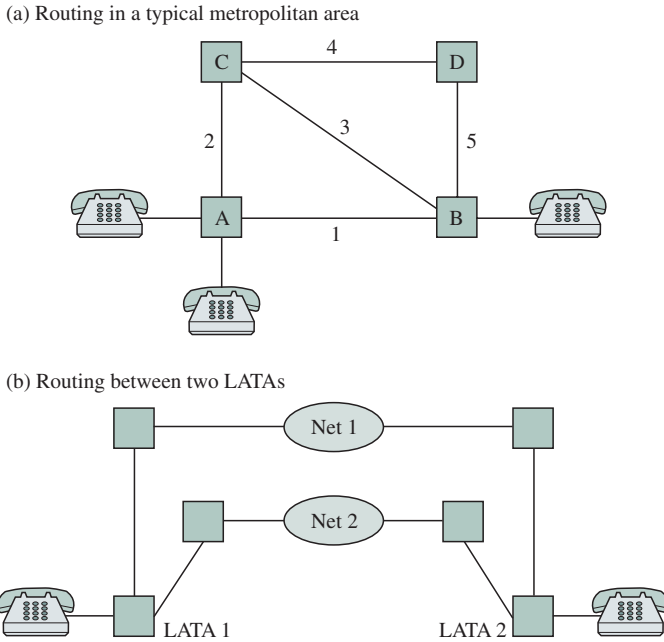 (a) Routing in a typical metropolitan area
4
C
D
2
3
5
A
B
1
(b) Routing between two LATAs
Net 1
Net 2
LATA 1
LATA 2